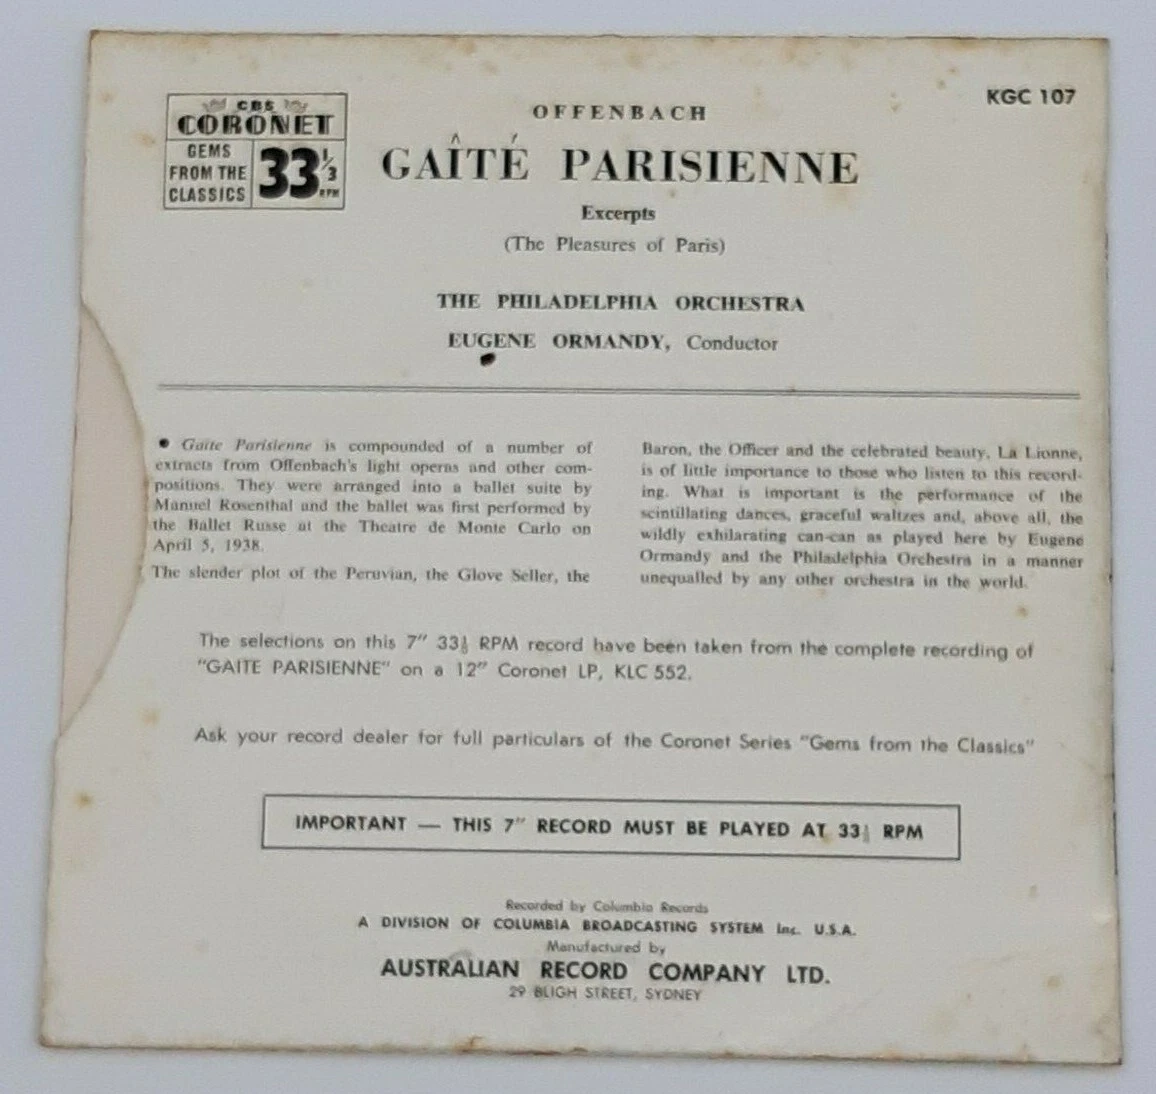 CBS
CORONET
GEMS
FROM THE
CLASSICS
33⅓
RPM
KGC 107
OFFENBACH
GAÎTÉ PARISIENNE
Excerpts
(The Pleasures of Paris)
THE PHILADELPHIA ORCHESTRA
EUGENE ORMANDY, Conductor
• Gaite Parisienne is compounded of a number of
extracts from Offenbach's light operas and other com-
positions. They were arranged into a ballet suite by
Manuel Rosenthal and the ballet was first performed by
the Ballet Russe at the Theatre de Monte Carlo on
April 5, 1938.
The slender plot of the Peruvian, the Glove Seller, the
Baron, the Officer and the celebrated beauty, La Lionne,
is of little importance to those who listen to this record-
ing. What is important is the performance of the
scintillating dances, graceful waltzes and, above all, the
wildly exhilarating can-can as played here by Eugene
Ormandy and the Philadelphia Orchestra in a manner
unequalled by any other orchestra in the world.
The selections on this 7″ 33⅓ RPM record have been taken from the complete recording of
"GAITE PARISIENNE" on a 12″ Coronet LP, KLC 552.
Ask your record dealer for full particulars of the Coronet Series "Gems from the Classics"
IMPORTANT — THIS 7″ RECORD MUST BE PLAYED AT 33⅓ RPM
Recorded by Columbia Records
A DIVISION OF COLUMBIA BROADCASTING SYSTEM Inc. U.S.A.
Manufactured by
AUSTRALIAN RECORD COMPANY LTD.
29 BLIGH STREET, SYDNEY